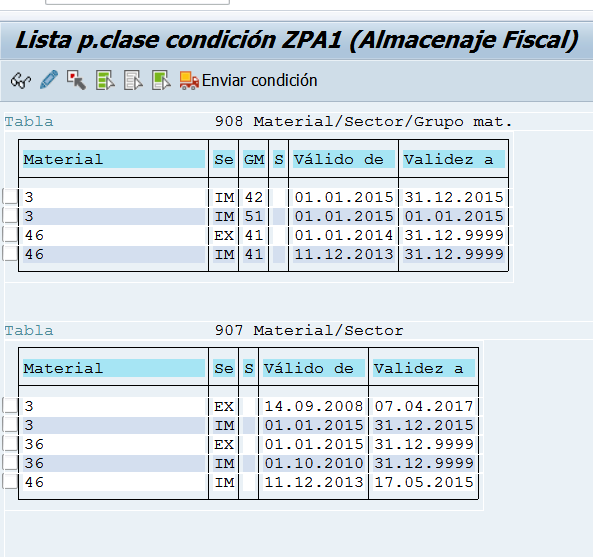 Lista p.clase condición ZPA1 (Almacenaje Fiscal)
Enviar condición
Tabla 908 Material/Sector/Grupo mat.
Material Se GM S Válido de Validez a
3 IM 42 01.01.2015 31.12.2015
3 IM 51 01.01.2015 01.01.2015
46 EX 41 01.01.2014 31.12.9999
46 IM 41 11.12.2013 31.12.9999
Tabla 907 Material/Sector
Material Se S Válido de Validez a
3 EX 14.09.2008 07.04.2017
3 IM 01.01.2015 31.12.2015
36 EX 01.01.2015 31.12.9999
36 IM 01.10.2010 31.12.9999
46 IM 11.12.2013 17.05.2015